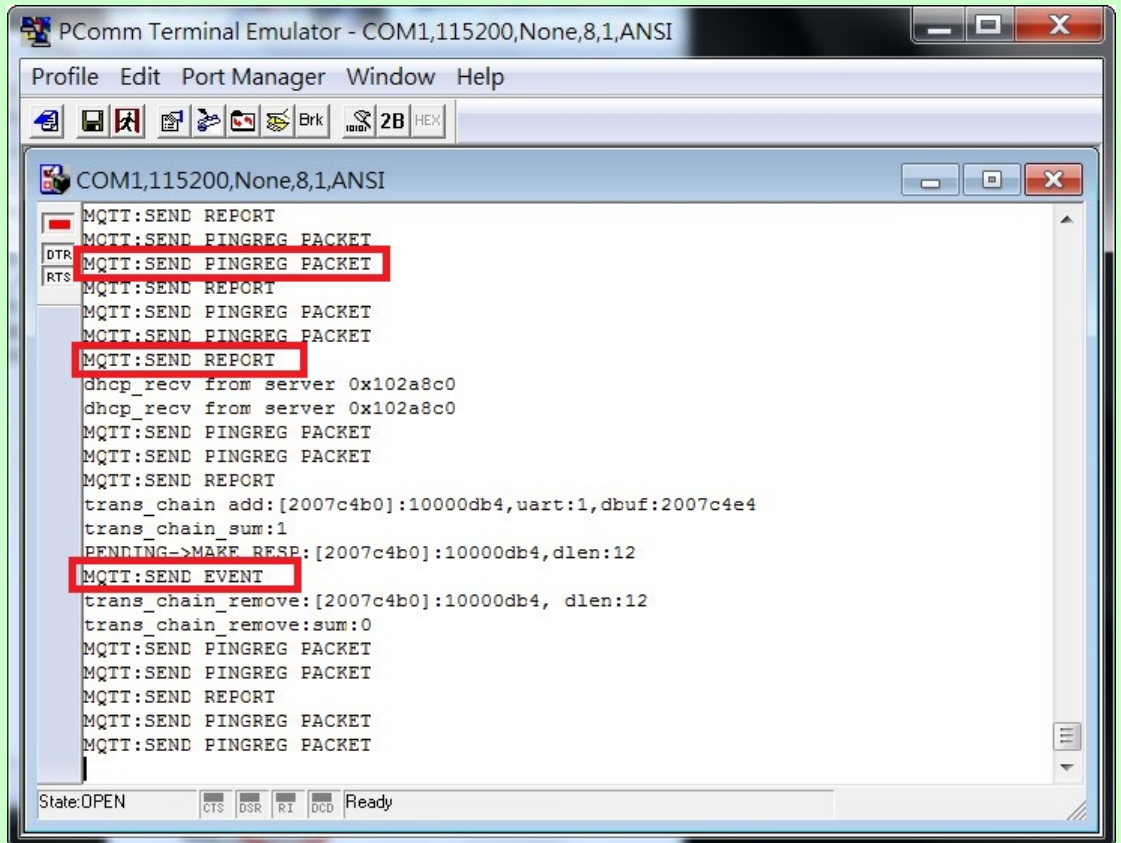 PComm Terminal Emulator - COM1,115200,None,8,1,ANSI
Profile Edit Port Manager Window Help
Brk 2B HEX
COM1,115200,None,8,1,ANSI
DTR
RTS
MQTT:SEND REPORT
MQTT:SEND PINGREG PACKET
MQTT:SEND PINGREG PACKET
MQTT:SEND REPORT
MQTT:SEND PINGREG PACKET
MQTT:SEND PINGREG PACKET
MQTT:SEND REPORT
dhcp_recv from server 0x102a8c0
dhcp_recv from server 0x102a8c0
MQTT:SEND PINGREG PACKET
MQTT:SEND PINGREG PACKET
MQTT:SEND REPORT
trans_chain add:[2007c4b0]:10000db4,uart:1,dbuf:2007c4e4
trans_chain_sum:1
PENDING->MAKE RESP:[2007c4b0]:10000db4,dlen:12
MQTT:SEND EVENT
trans_chain_remove:[2007c4b0]:10000db4, dlen:12
trans_chain_remove:sum:0
MQTT:SEND PINGREG PACKET
MQTT:SEND PINGREG PACKET
MQTT:SEND REPORT
MQTT:SEND PINGREG PACKET
MQTT:SEND PINGREG PACKET
State:OPEN CTS DSR RI DCD Ready